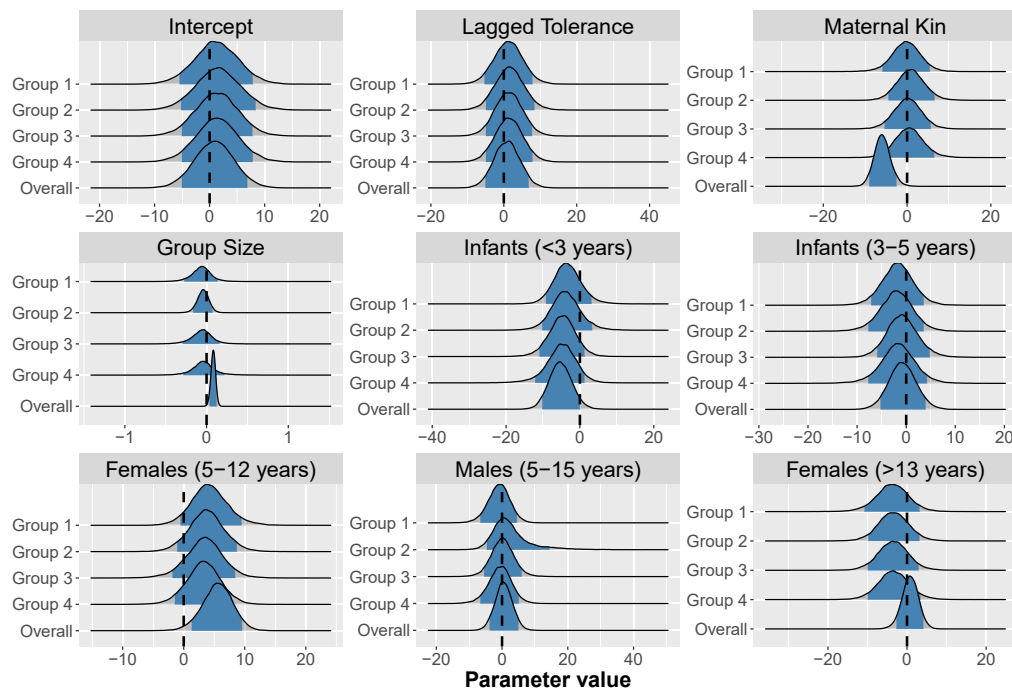 Intercept
Lagged Tolerance
Maternal Kin
Group 1
Group 2
Group 3
Group 4
Overall
−20 −10 0 10 20
Group 1
Group 2
Group 3
Group 4
Overall
−20 0 20 40
Group 1
Group 2
Group 3
Group 4
Overall
−20 0 20
Group Size
Infants (<3 years)
Infants (3−5 years)
Group 1
Group 2
Group 3
Group 4
Overall
−1 0 1
Group 1
Group 2
Group 3
Group 4
Overall
−40 −20 0 20
Group 1
Group 2
Group 3
Group 4
Overall
−30 −20 −10 0 10 20
Females (5−12 years)
Males (5−15 years)
Females (>13 years)
Group 1
Group 2
Group 3
Group 4
Overall
−10 0 10 20
Group 1
Group 2
Group 3
Group 4
Overall
−20 0 20 40
Group 1
Group 2
Group 3
Group 4
Overall
−20 −10 0 10 20
Parameter value